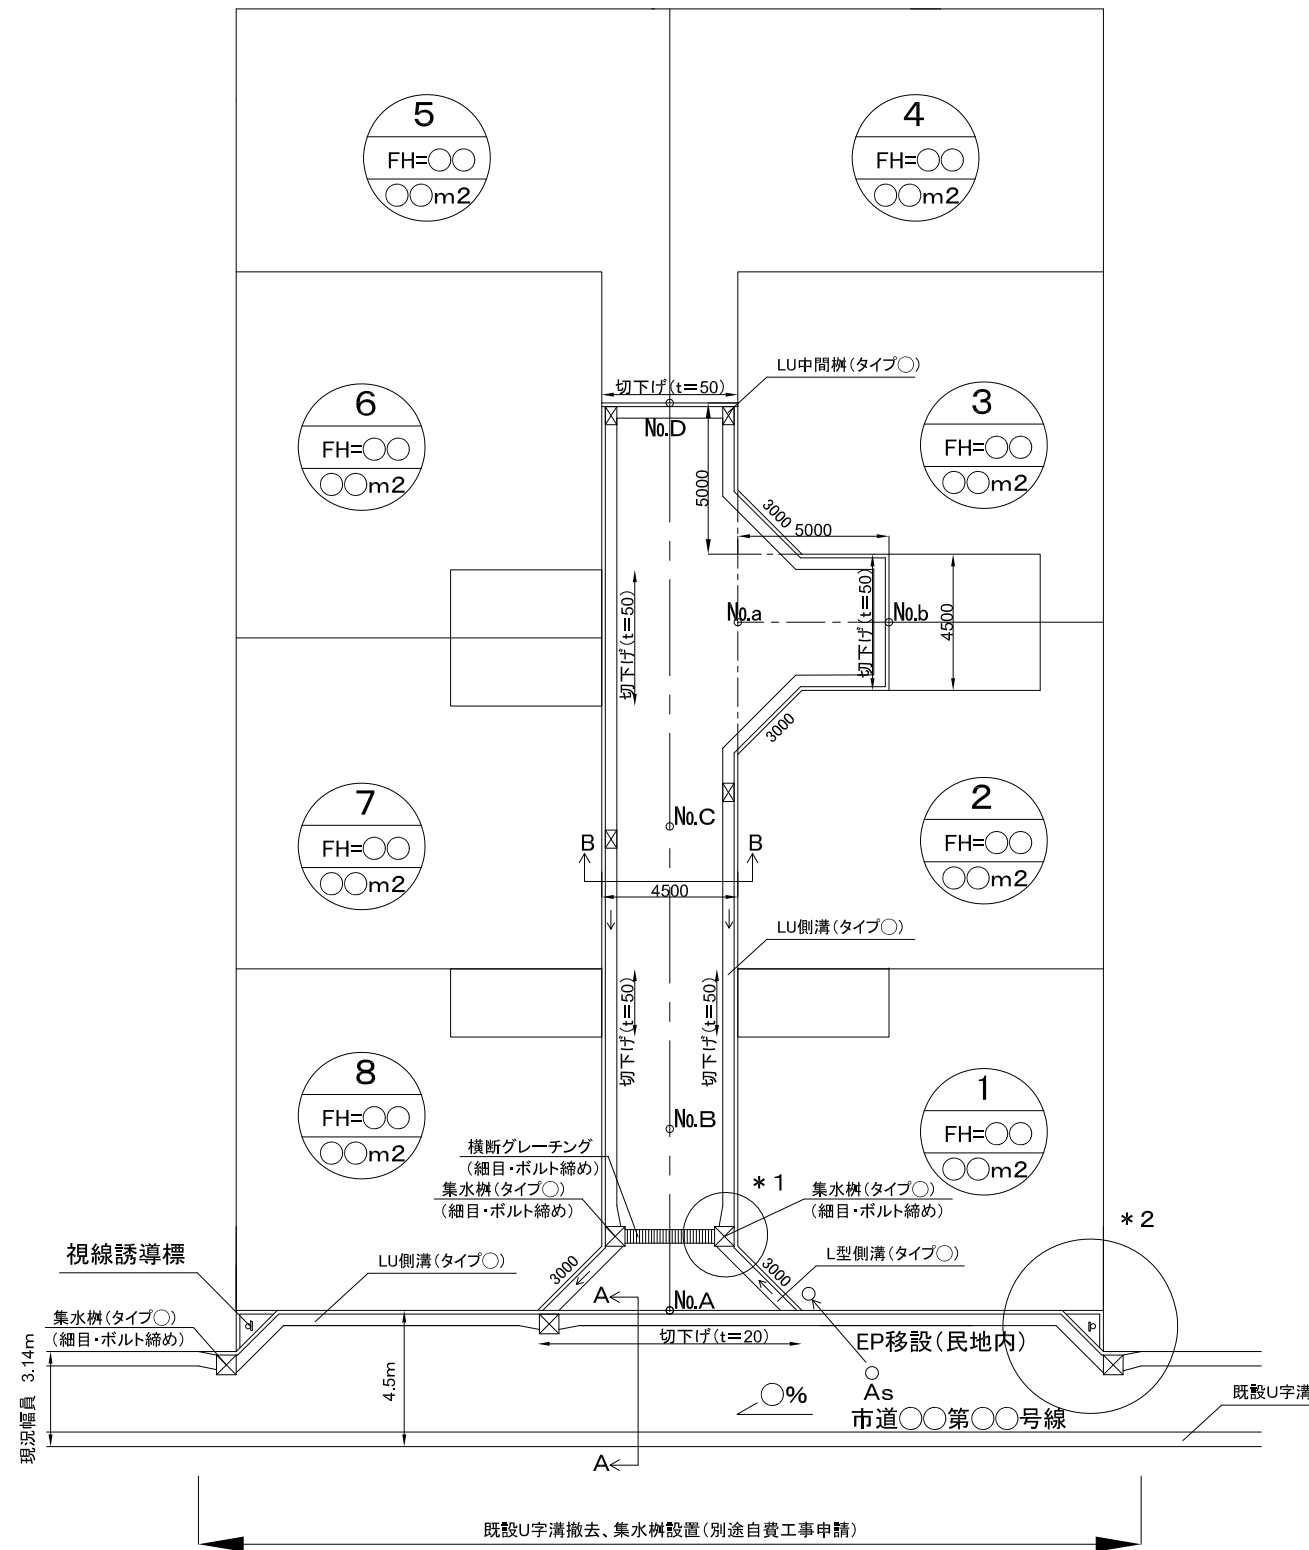 5
FH=○○
○○m2
4
FH=○○
○○m2
LU中間桝(タイプ○)
切下げ(t=50)
6
FH=○○
○○m2
No.D
3
FH=○○
○○m2
5000
3000
5000
切下げ(t=50)
No.a
切下げ(t=50)
No.b
4500
3000
7
FH=○○
○○m2
No.C
2
FH=○○
○○m2
B
B
4500
LU側溝(タイプ○)
切下げ(t=50)
切下げ(t=50)
8
FH=○○
○○m2
1
FH=○○
○○m2
No.B
横断グレーチング
(細目・ボルト締め)
集水桝(タイプ○)
(細目・ボルト締め)
*1
集水桝(タイプ○)
(細目・ボルト締め)
*2
視線誘導標
LU側溝(タイプ○)
3000
3000
L型側溝(タイプ○)
A
No.A
集水桝(タイプ○)
(細目・ボルト締め)
切下げ(t=20)
EP移設(民地内)
現況幅員 3.14m
4.5m
○%
As
市道○○第○○号線
既設U字溝
A
既設U字溝撤去、集水桝設置(別途自費工事申請)